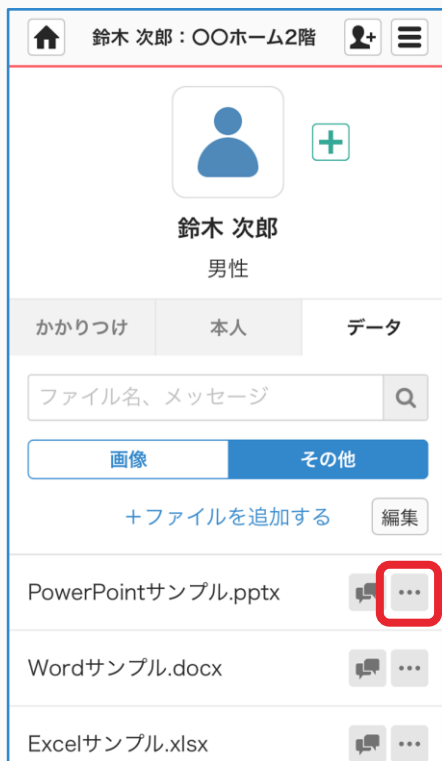 鈴木 次郎：〇〇ホーム2階
鈴木 次郎
男性
かかりつけ 本人 データ
ファイル名、メッセージ
画像 その他
＋ファイルを追加する 編集
PowerPointサンプル.pptx
Wordサンプル.docx
Excelサンプル.xlsx